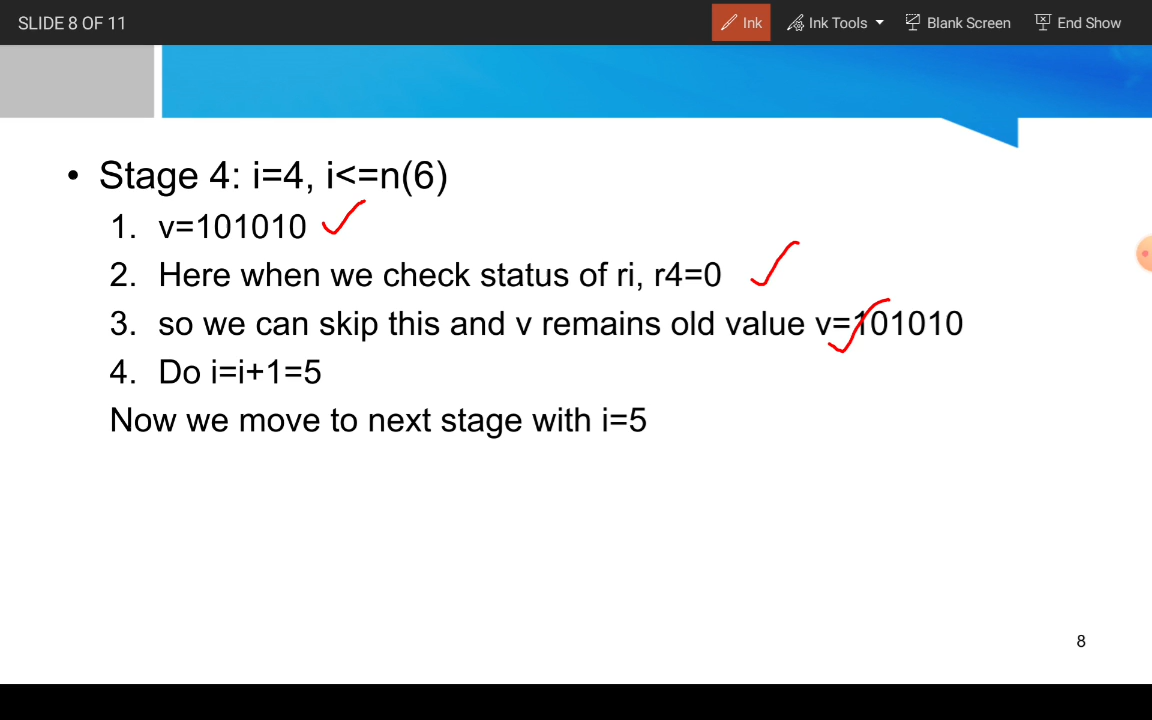 SLIDE 8 OF 11
Ink Ink Tools Blank Screen End Show
• Stage 4: i=4, i<=n(6)
1. v=101010
2. Here when we check status of ri, r4=0
3. so we can skip this and v remains old value v=101010
4. Do i=i+1=5
Now we move to next stage with i=5
8